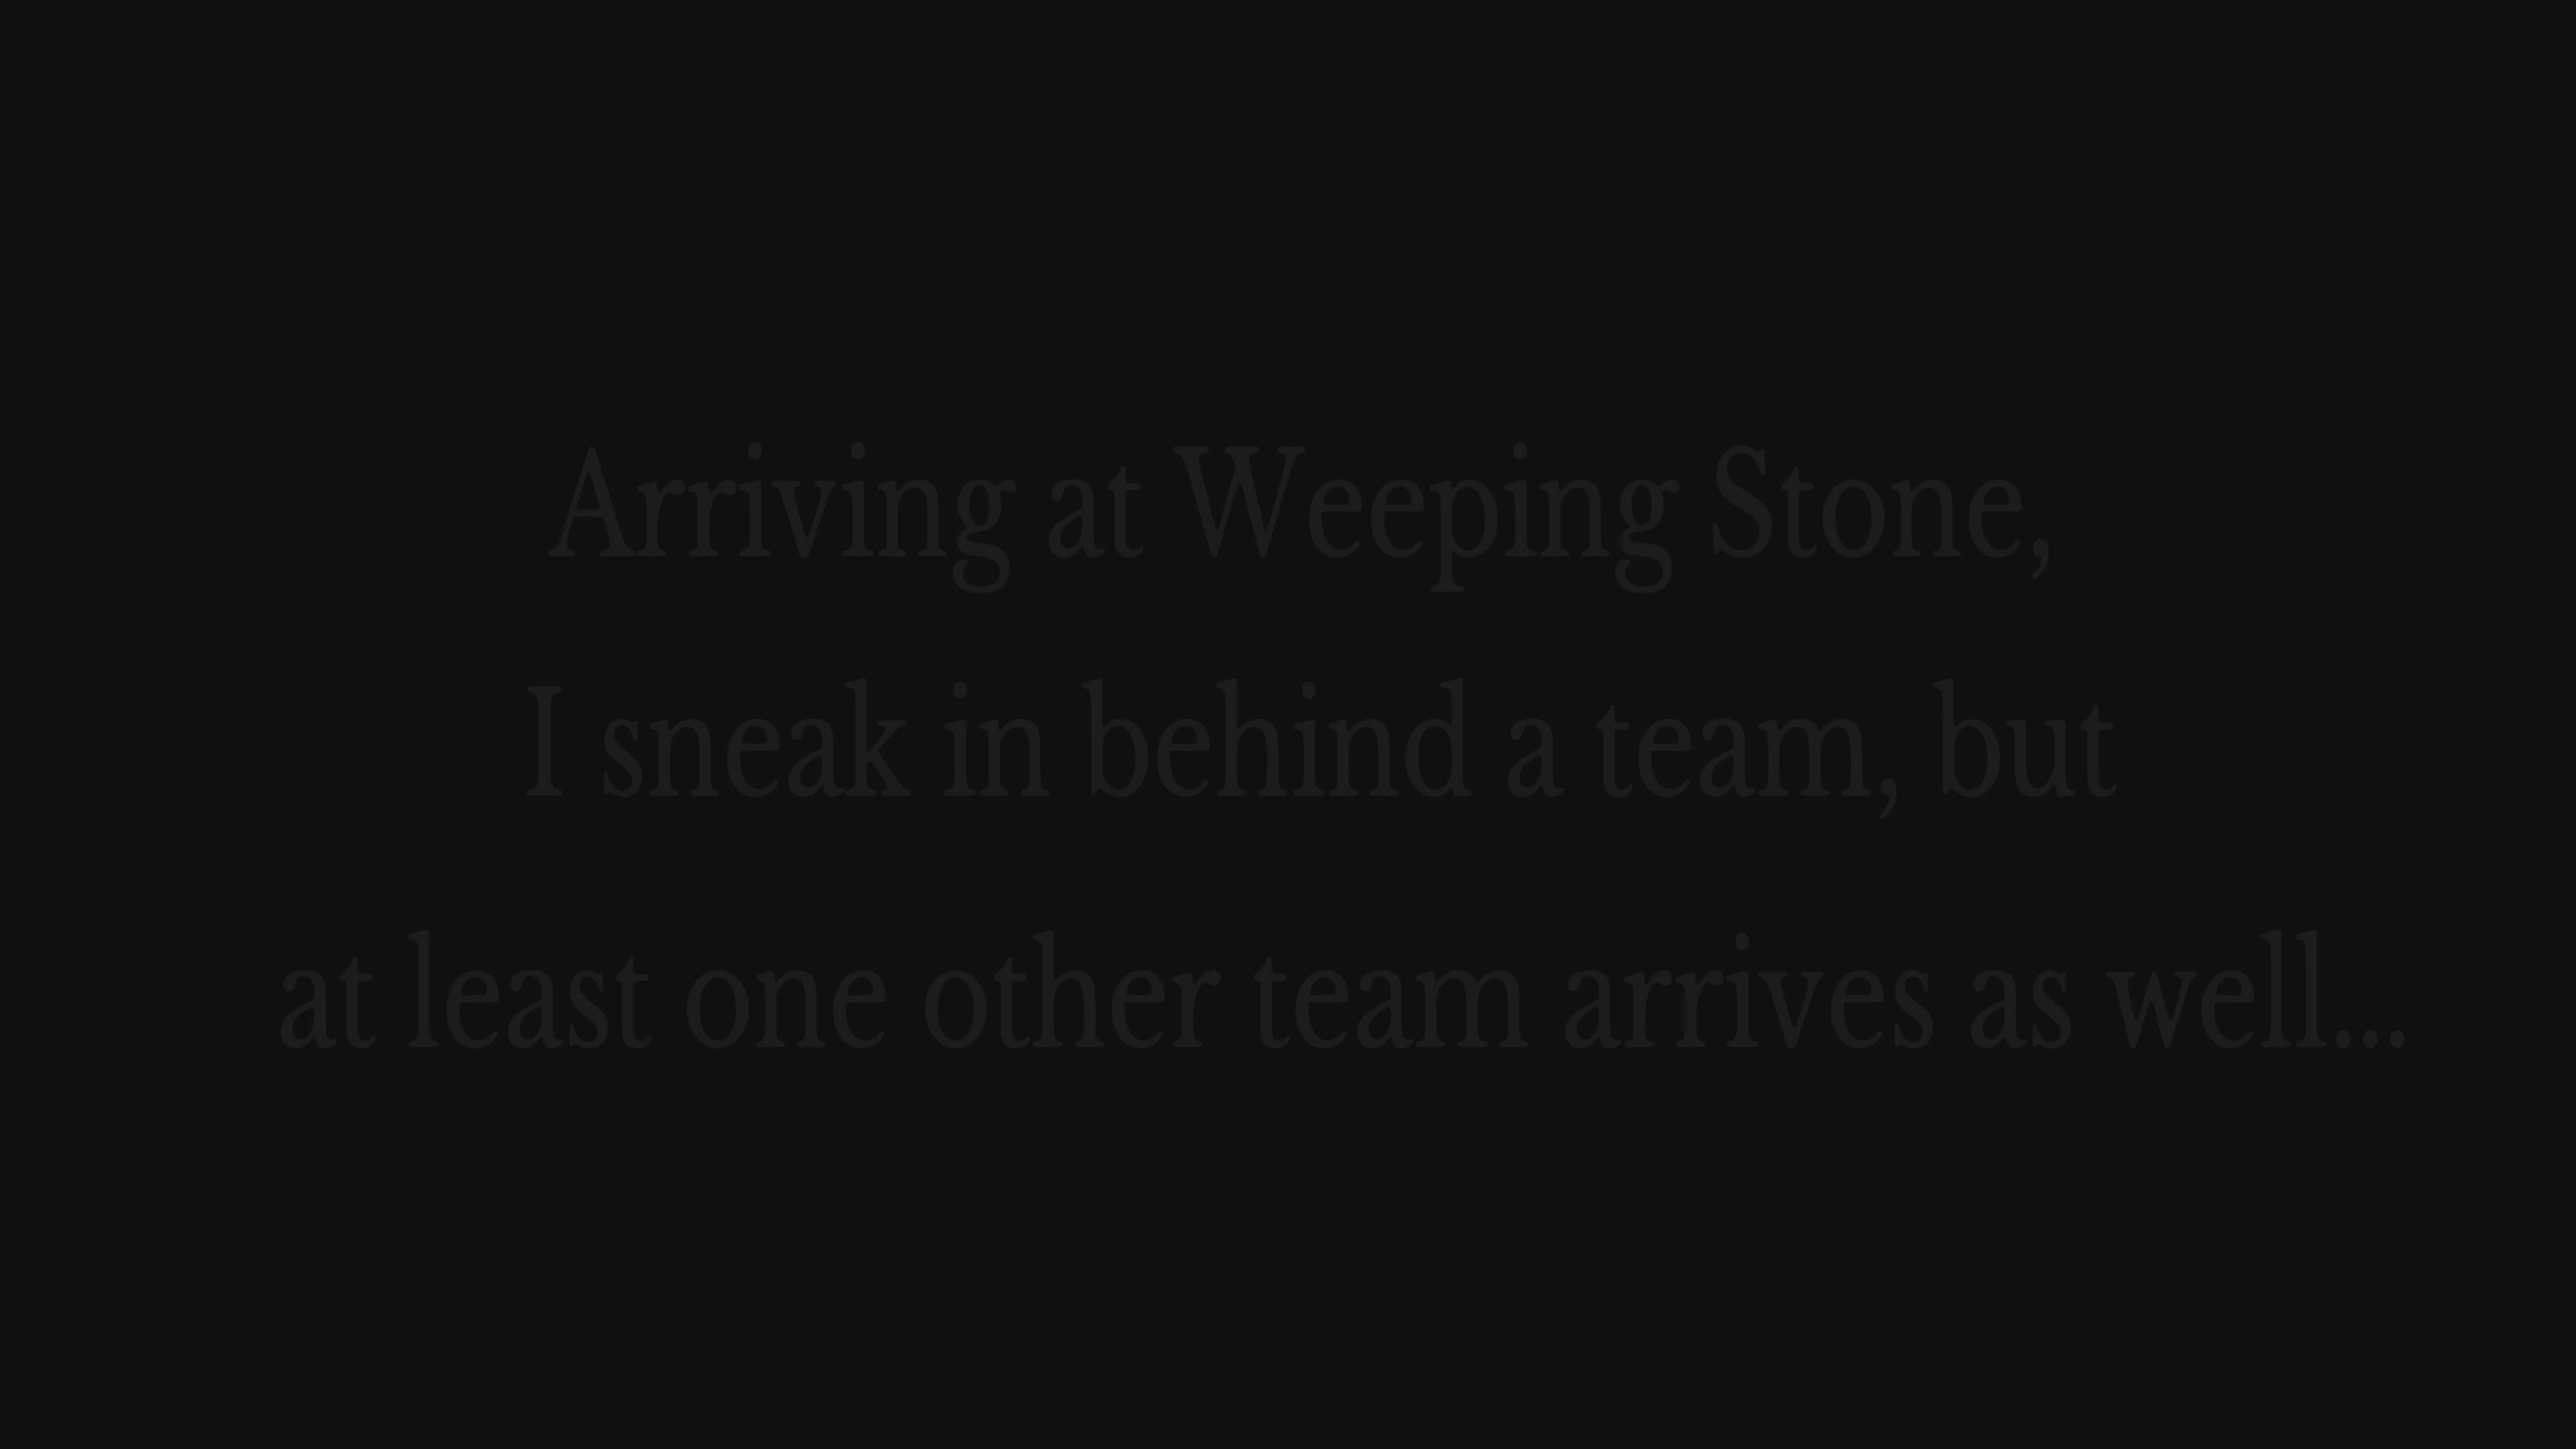 Arriving at Weeping Stone,
I sneak in behind a team, but
at least one other team arrives as well...